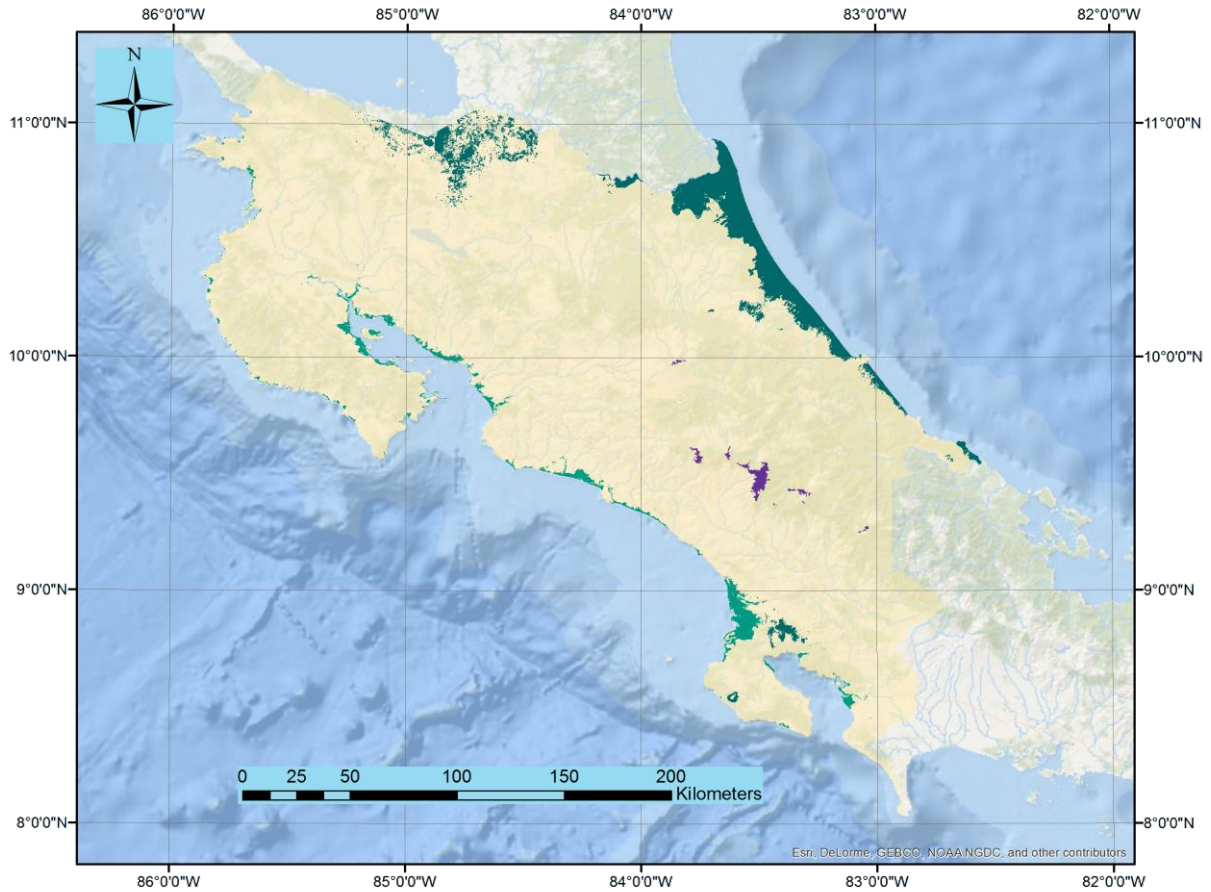 86°0'0"W 85°0'0"W 84°0'0"W 83°0'0"W 82°0'0"W
N
11°0'0"N 11°0'0"N
10°0'0"N 10°0'0"N
9°0'0"N 9°0'0"N
0 25 50 100 150 200
Kilometers
8°0'0"N 8°0'0"N
Esri, DeLorme, GEBCO, NOAA NGDC, and other contributors
86°0'0"W 85°0'0"W 84°0'0"W 83°0'0"W 82°0'0"W